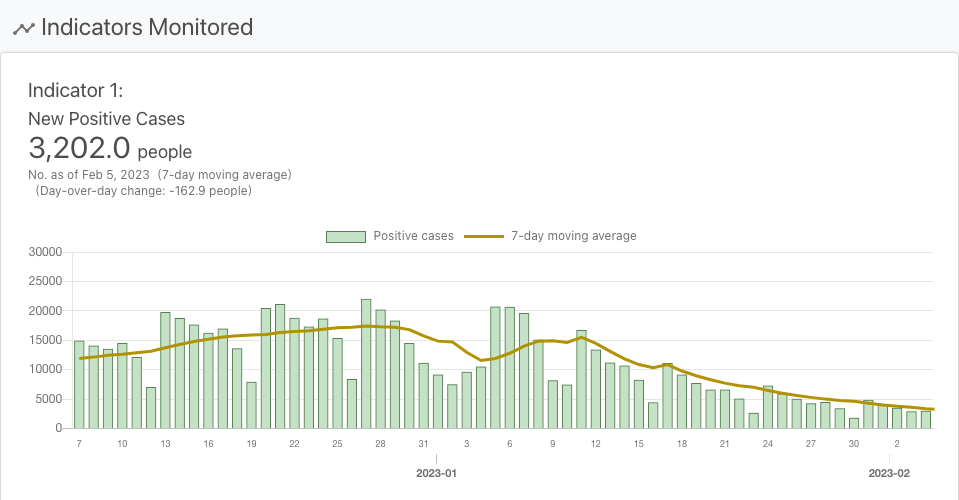 Indicators Monitored
Indicator 1:
New Positive Cases
3,202.0 people
No. as of Feb 5, 2023 (7-day moving average)
(Day-over-day change: -162.9 people)
Positive cases 7-day moving average
30000
25000
20000
15000
10000
5000
0
7 10 13 16 19 22 25 28 31 3 6 9 12 15 18 21 24 27 30 2
2023-01 2023-02